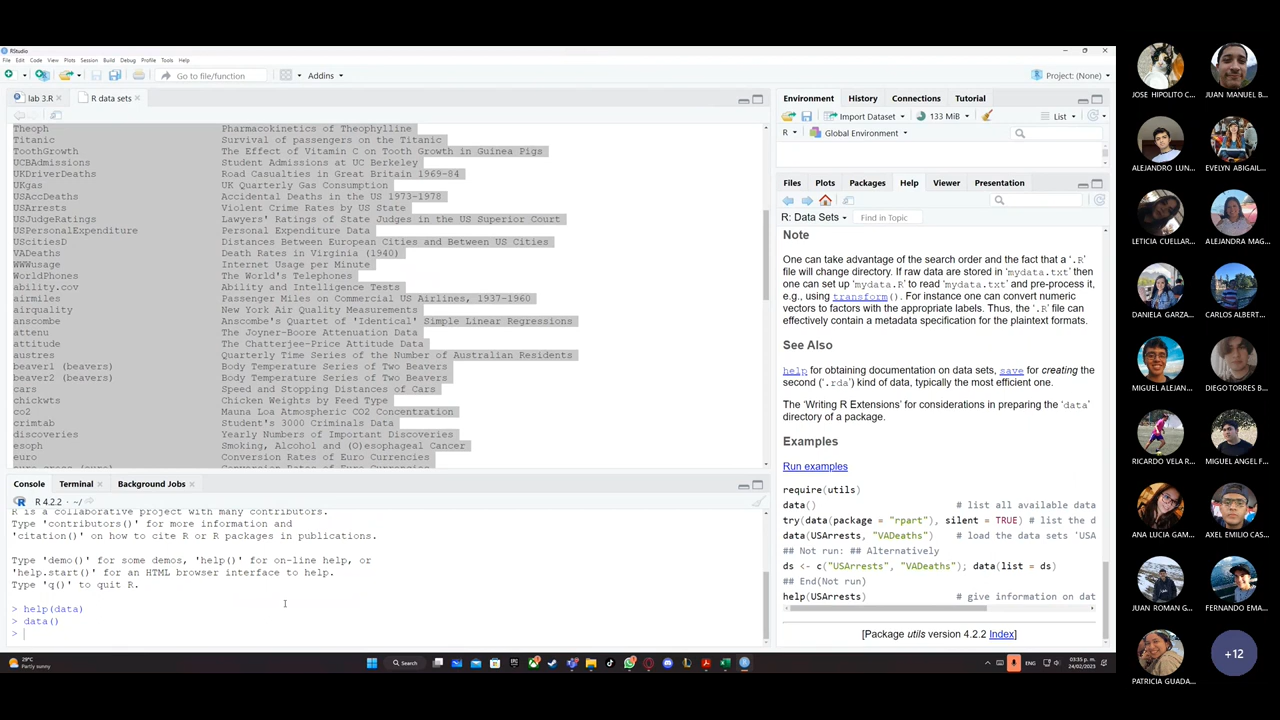 RStudio
File Edit Code View Plots Session Build Debug Profile Tools Help
Go to file/function
Addins
Project: (None)
lab 3.R
R data sets
Theoph Pharmacokinetics of Theophylline
Titanic Survival of passengers on the Titanic
ToothGrowth The Effect of Vitamin C on Tooth Growth in Guinea Pigs
UCBAdmissions Student Admissions at UC Berkeley
UKDriverDeaths Road Casualties in Great Britain 1969-84
UKgas UK Quarterly Gas Consumption
USAccDeaths Accidental Deaths in the US 1973-1978
USArrests Violent Crime Rates by US State
USJudgeRatings Lawyers' Ratings of State Judges in the US Superior Court
USPersonalExpenditure Personal Expenditure Data
UScitiesD Distances Between European Cities and Between US Cities
VADeaths Death Rates in Virginia (1940)
WWWusage Internet Usage per Minute
WorldPhones The World's Telephones
ability.cov Ability and Intelligence Tests
airmiles Passenger Miles on Commercial US Airlines, 1937-1960
airquality New York Air Quality Measurements
anscombe Anscombe's Quartet of 'Identical' Simple Linear Regressions
attenu The Joyner-Boore Attenuation Data
attitude The Chatterjee-Price Attitude Data
austres Quarterly Time Series of the Number of Australian Residents
beaver1 (beavers) Body Temperature Series of Two Beavers
beaver2 (beavers) Body Temperature Series of Two Beavers
cars Speed and Stopping Distances of Cars
chickwts Chicken Weights by Feed Type
co2 Mauna Loa Atmospheric CO2 Concentration
crimtab Student's 3000 Criminals Data
discoveries Yearly Numbers of Important Discoveries
esoph Smoking, Alcohol and (O)esophageal Cancer
euro Conversion Rates of Euro Currencies
euro.cross (euro) Conversion Rates of Euro Currencies
Console Terminal Background Jobs
R 4.2.2 · ~/
R is a collaborative project with many contributors.
Type 'contributors()' for more information and
'citation()' on how to cite R or R packages in publications.
Type 'demo()' for some demos, 'help()' for on-line help, or
'help.start()' for an HTML browser interface to help.
Type 'q()' to quit R.
> help(data)
> data()
>
Environment History Connections Tutorial
Import Dataset 133 MiB List
R Global Environment
Files Plots Packages Help Viewer Presentation
R: Data Sets Find in Topic
Note
One can take advantage of the search order and the fact that a '.R'
file will change directory. If raw data are stored in 'mydata.txt' then
one can set up 'mydata.R' to read 'mydata.txt' and pre-process it,
e.g., using transform(). For instance one can convert numeric
vectors to factors with the appropriate labels. Thus, the '.R' file can
effectively contain a metadata specification for the plaintext formats.
See Also
help for obtaining documentation on data sets, save for creating the
second ('.rda') kind of data, typically the most efficient one.
The 'Writing R Extensions' for considerations in preparing the 'data'
directory of a package.
Examples
Run examples
require(utils)
data() # list all available data
try(data(package = "rpart"), silent = TRUE) # list the d
data(USArrests, "VADeaths") # load the data sets 'USA
## Not run: ## Alternatively
ds <- c("USArrests", "VADeaths"); data(list = ds)
## End(Not run)
help(USArrests) # give information on dat
[Package utils version 4.2.2 Index]
29°C
Partly sunny
Search
ENG
03:35 p. m.
24/02/2023
JOSE HIPOLITO C...
JUAN MANUEL B...
ALEJANDRO LUN...
EVELYN ABIGAIL...
LETICIA CUELLAR...
ALEJANDRA MAG...
DANIELA GARZA...
CARLOS ALBERT...
MIGUEL ALEJAN...
DIEGO TORRES B...
RICARDO VELA R...
MIGUEL ANGEL F...
ANA LUCIA GAM...
AXEL EMILIO CAS...
JUAN ROMAN G...
FERNANDO EMA...
PATRICIA GUADA...
+12